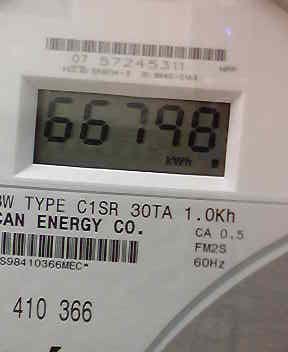 07 57245311
66798
kWh
W TYPE C1SR 30TA 1.0Kh
CAN ENERGY CO.
CA 0.5
FM2S
60Hz
S98410366MEC*
410 366